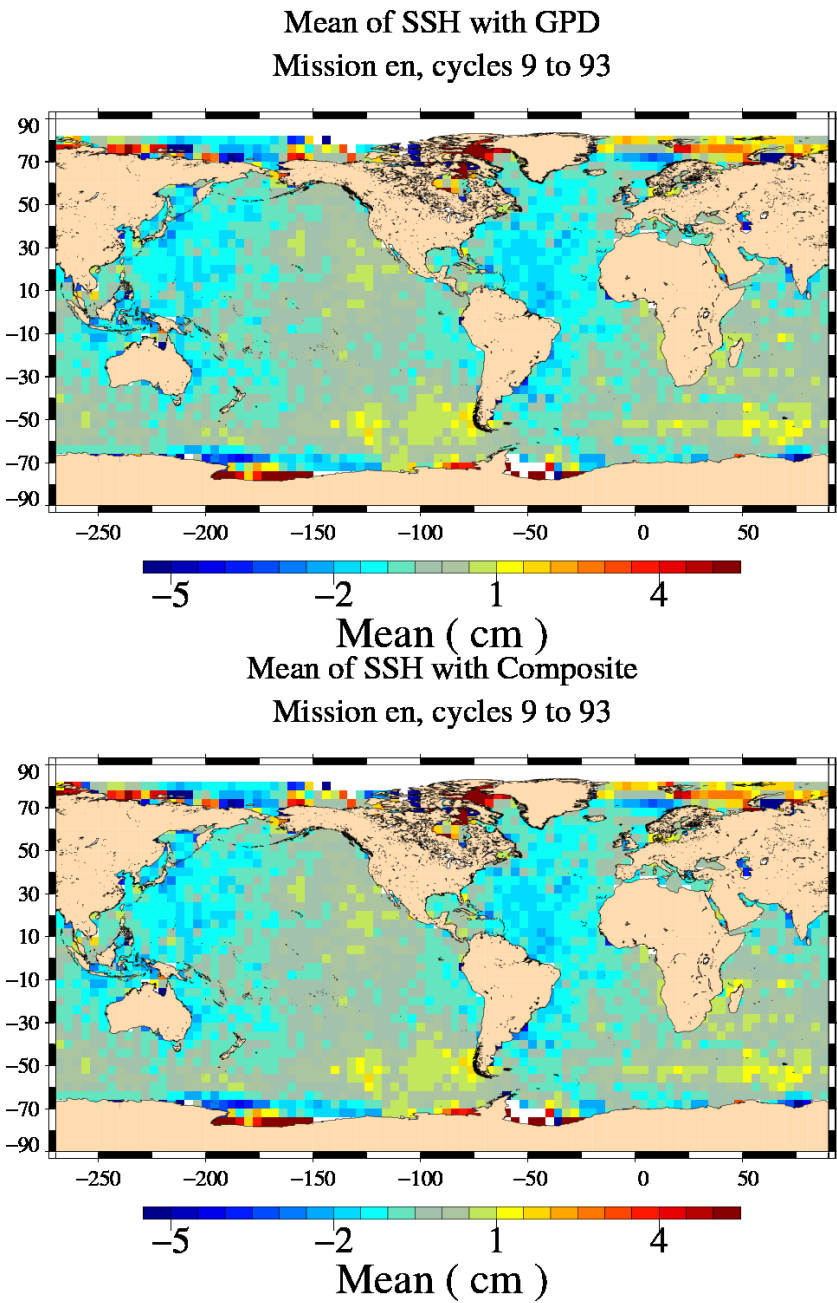 Mean of SSH with GPD
Mission en, cycles 9 to 93
90
70
50
30
10
−10
−30
−50
−70
−90
−250 −200 −150 −100 −50 0 50
−5 −2 1 4
Mean ( cm )
Mean of SSH with Composite
Mission en, cycles 9 to 93
90
70
50
30
10
−10
−30
−50
−70
−90
−250 −200 −150 −100 −50 0 50
−5 −2 1 4
Mean ( cm )